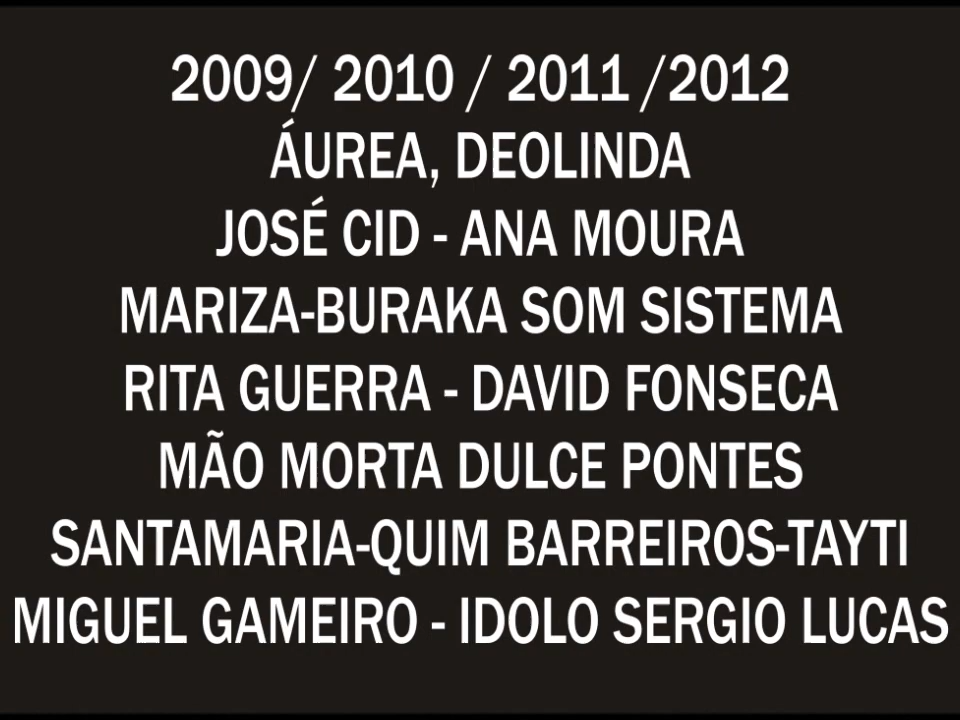 2009/ 2010 / 2011 /2012
ÁUREA, DEOLINDA
JOSÉ CID - ANA MOURA
MARIZA-BURAKA SOM SISTEMA
RITA GUERRA - DAVID FONSECA
MÃO MORTA DULCE PONTES
SANTAMARIA-QUIM BARREIROS-TAYTI
MIGUEL GAMEIRO - IDOLO SERGIO LUCAS